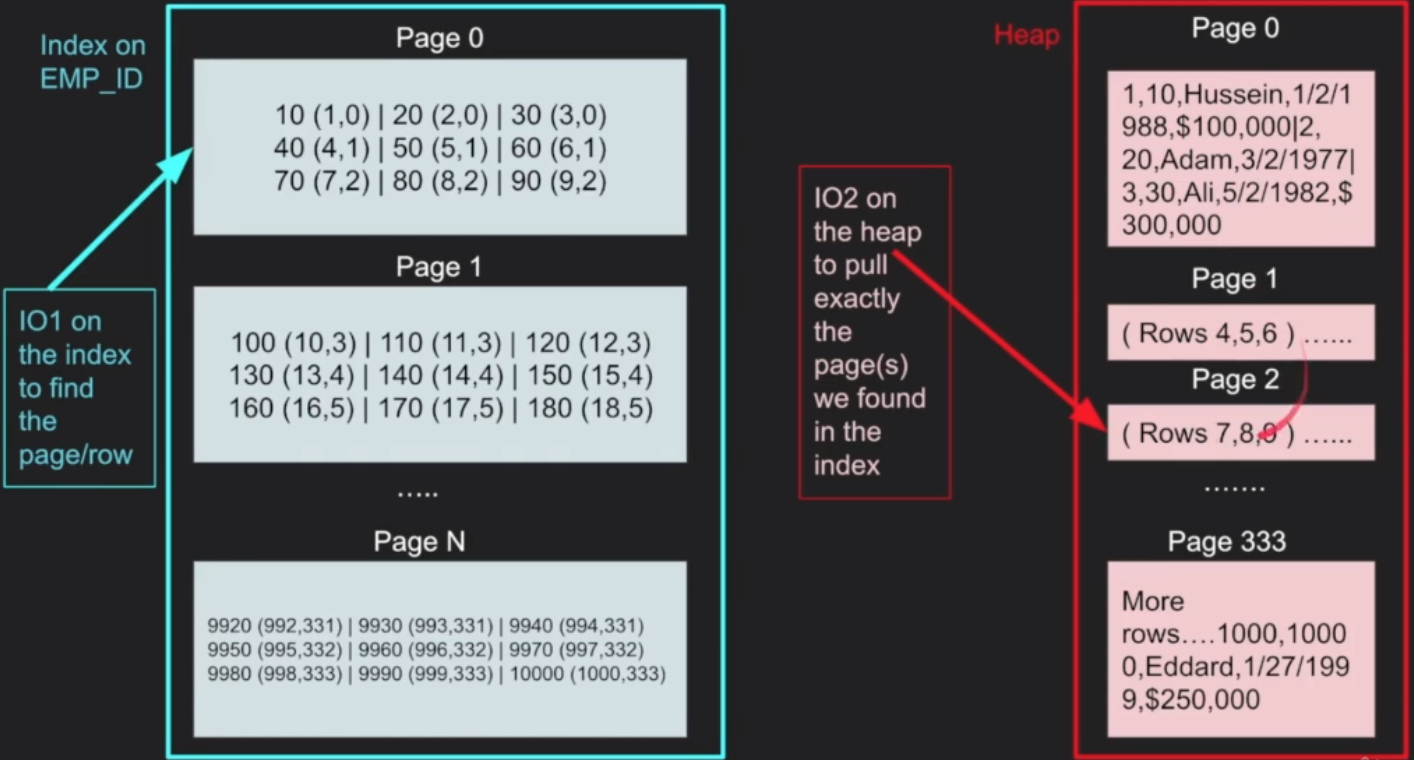 Index on
EMP_ID
Page 0
10 (1,0) | 20 (2,0) | 30 (3,0)
40 (4,1) | 50 (5,1) | 60 (6,1)
70 (7,2) | 80 (8,2) | 90 (9,2)
Page 1
100 (10,3) | 110 (11,3) | 120 (12,3)
130 (13,4) | 140 (14,4) | 150 (15,4)
160 (16,5) | 170 (17,5) | 180 (18,5)
.....
Page N
9920 (992,331) | 9930 (993,331) | 9940 (994,331)
9950 (995,332) | 9960 (996,332) | 9970 (997,332)
9980 (998,333) | 9990 (999,333) | 10000 (1000,333)
IO1 on
the index
to find
the
page/row
Heap
Page 0
1,10,Hussein,1/2/1
988,$100,000|2,
20,Adam,3/2/1977|
3,30,Ali,5/2/1982,$
300,000
Page 1
( Rows 4,5,6 ) ......
Page 2
( Rows 7,8,9 ) ......
.......
Page 333
More
rows....1000,1000
0,Eddard,1/27/199
9,$250,000
IO2 on
the heap
to pull
exactly
the
page(s)
we found
in the
index